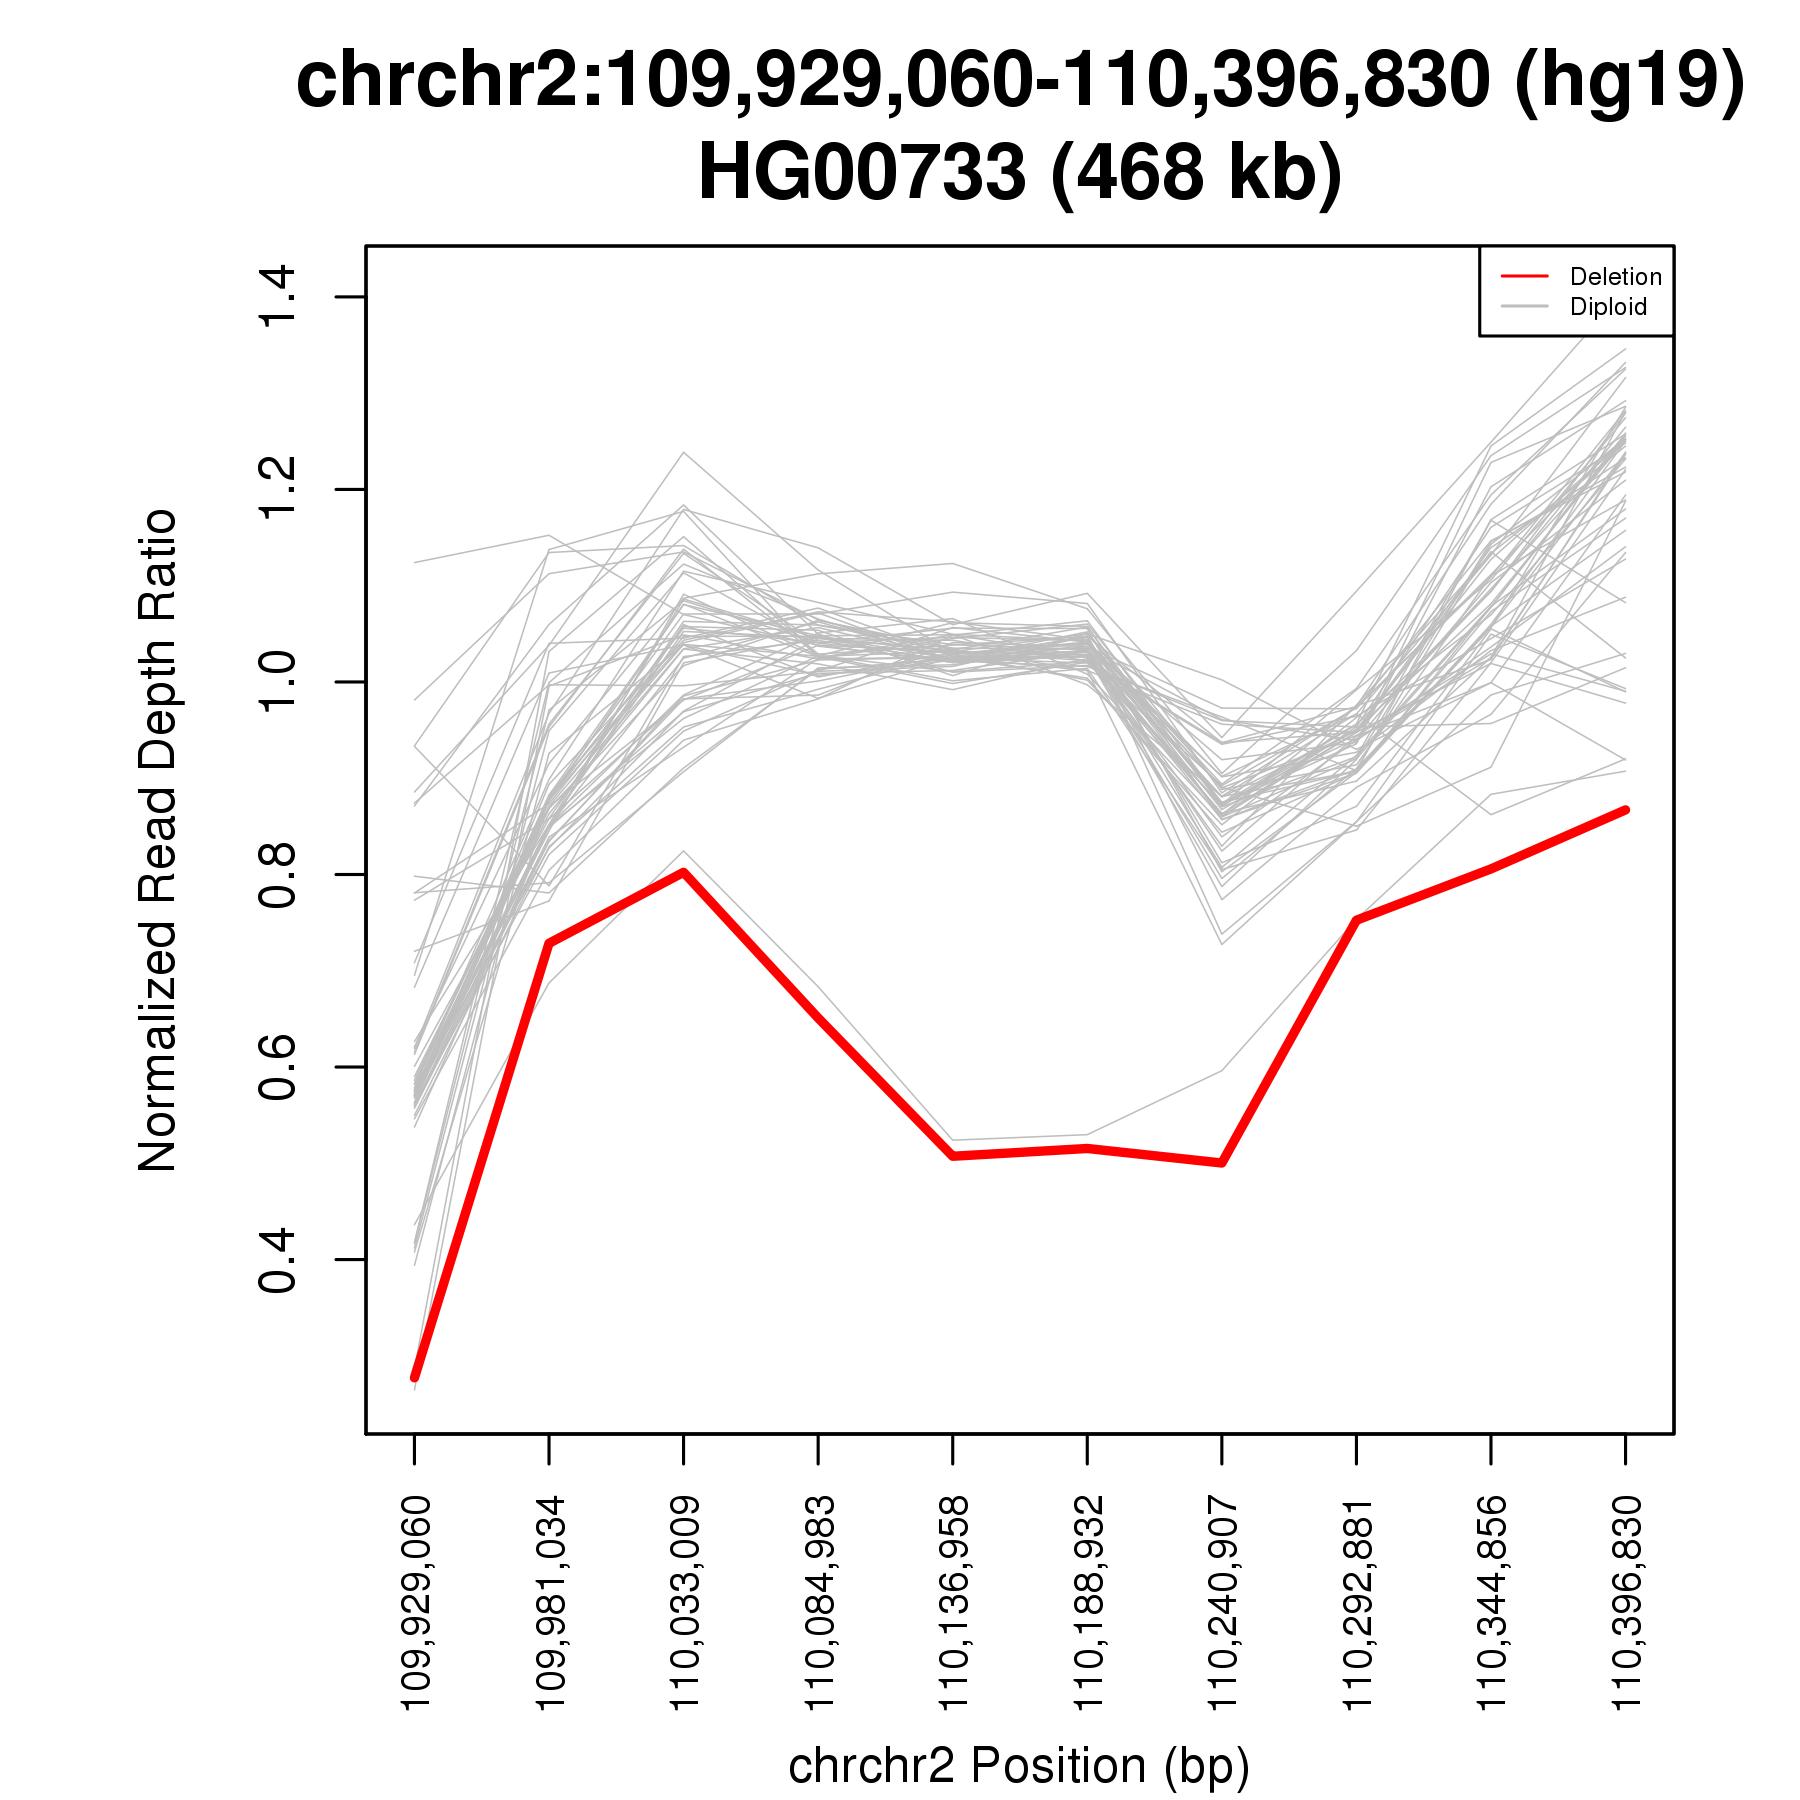 chrchr2:109,929,060-110,396,830 (hg19)
HG00733 (468 kb)
Deletion
Diploid
Normalized Read Depth Ratio
1.4
1.2
1.0
0.8
0.6
0.4
109,929,060
109,981,034
110,033,009
110,084,983
110,136,958
110,188,932
110,240,907
110,292,881
110,344,856
110,396,830
chrchr2 Position (bp)